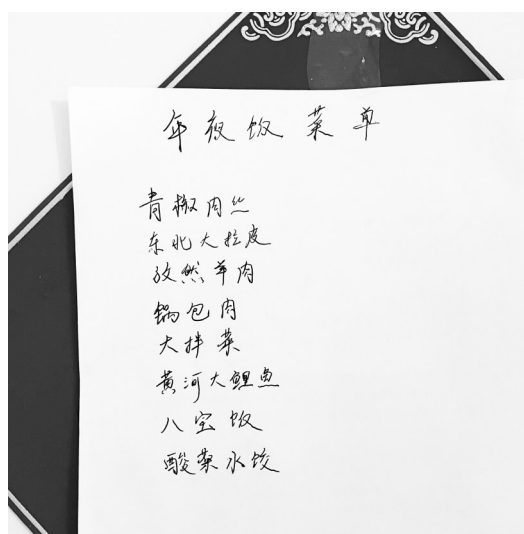 年夜饭菜单
青椒肉丝
东北大拉皮
孜然羊肉
锅包肉
大拌菜
黄河大鲤鱼
八宝饭
酸菜水饺